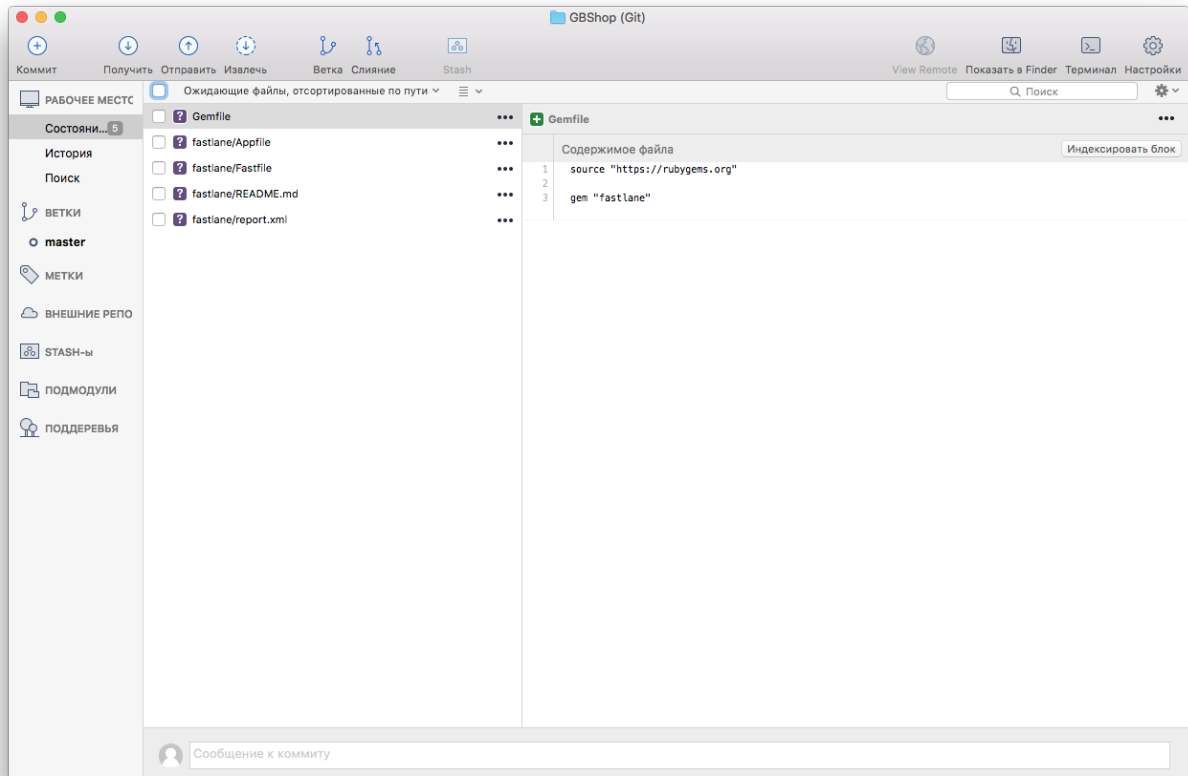 GBShop (Git)
Коммит Получить Отправить Извлечь Ветка Слияние Stash View Remote Показать в Finder Терминал Настройки
РАБОЧЕЕ МЕСТС
Состояни... 5
История
Поиск
ВЕТКИ
master
МЕТКИ
ВНЕШНИЕ РЕПО
STASH-ы
ПОДМОДУЛИ
ПОДДЕРЕВЬЯ
Ожидающие файлы, отсортированные по пути
Поиск
? Gemfile •••
? fastlane/Appfile •••
? fastlane/Fastfile •••
? fastlane/README.md •••
? fastlane/report.xml •••
Gemfile •••
Содержимое файла Индексировать блок
1 source "https://rubygems.org"
2
3 gem "fastlane"
Сообщение к коммиту